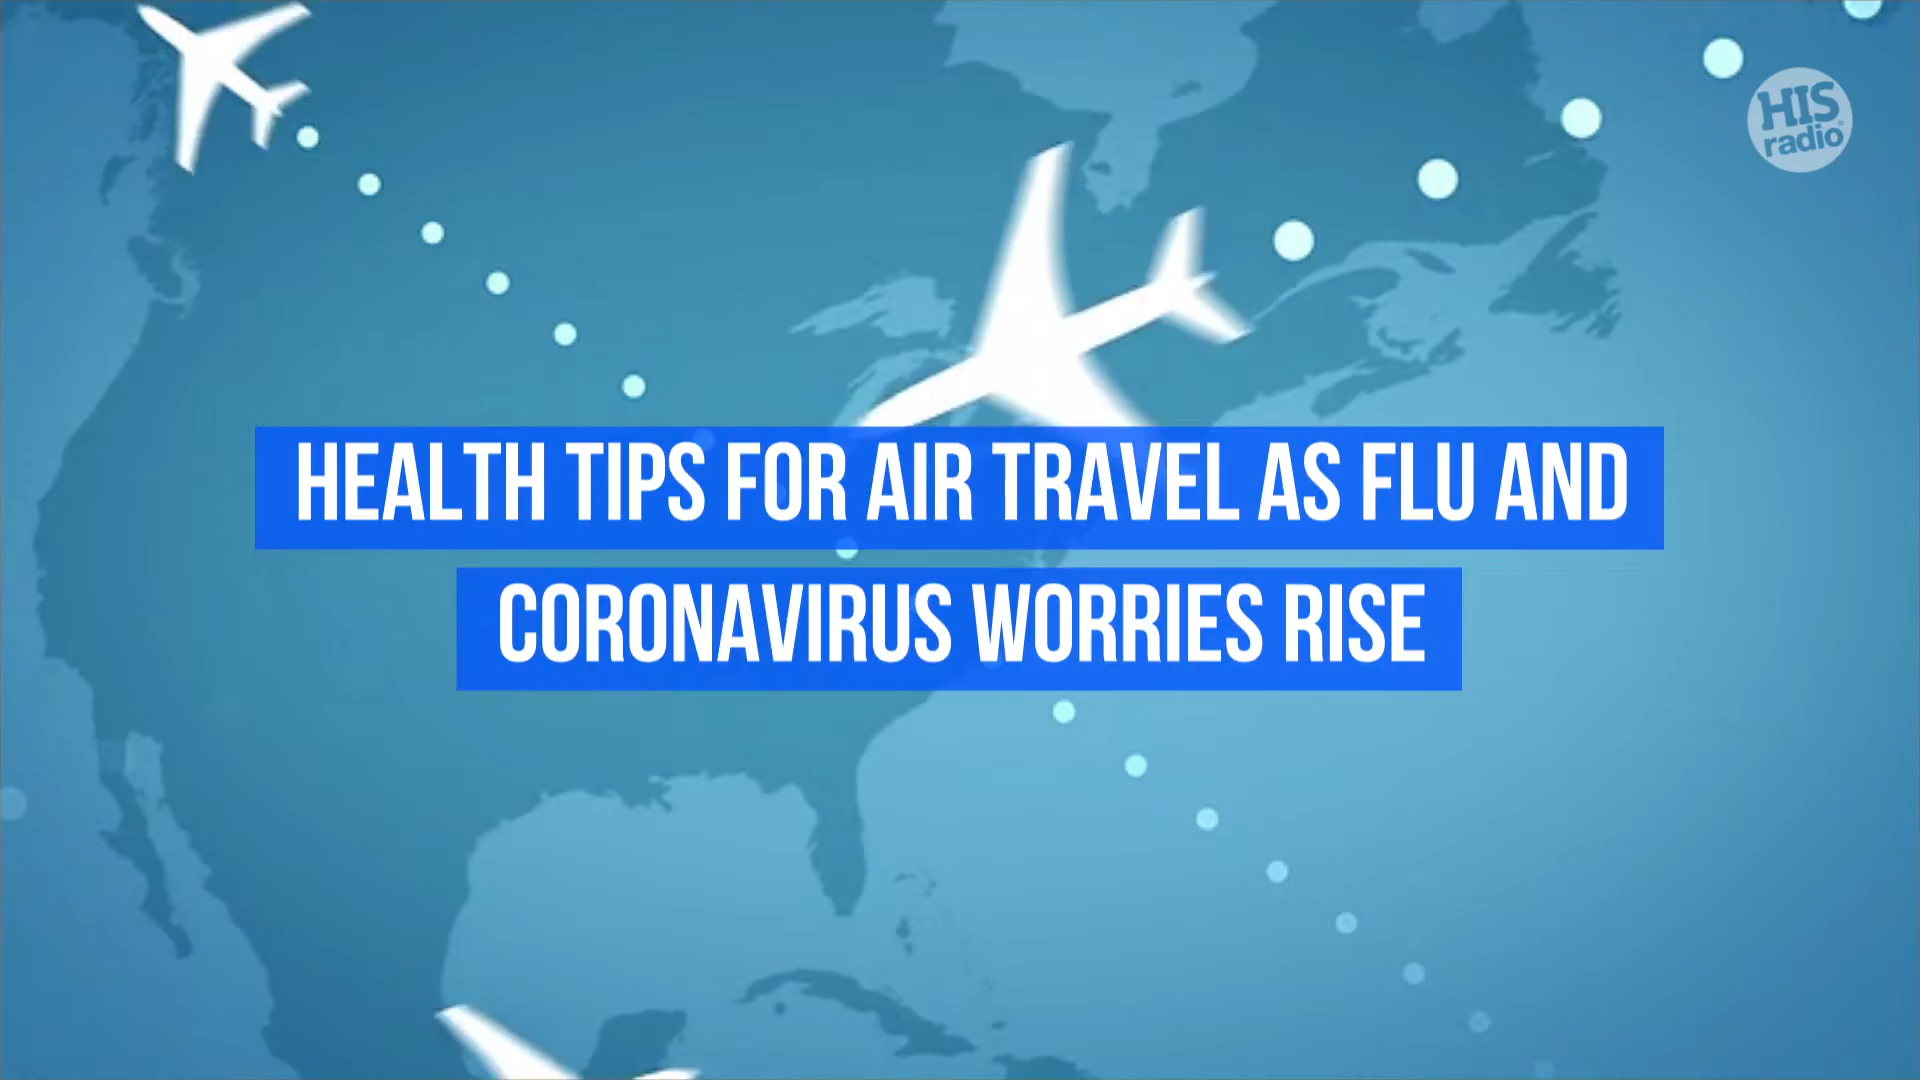 HIS
radio
HEALTH TIPS FOR AIR TRAVEL AS FLU AND
CORONAVIRUS WORRIES RISE